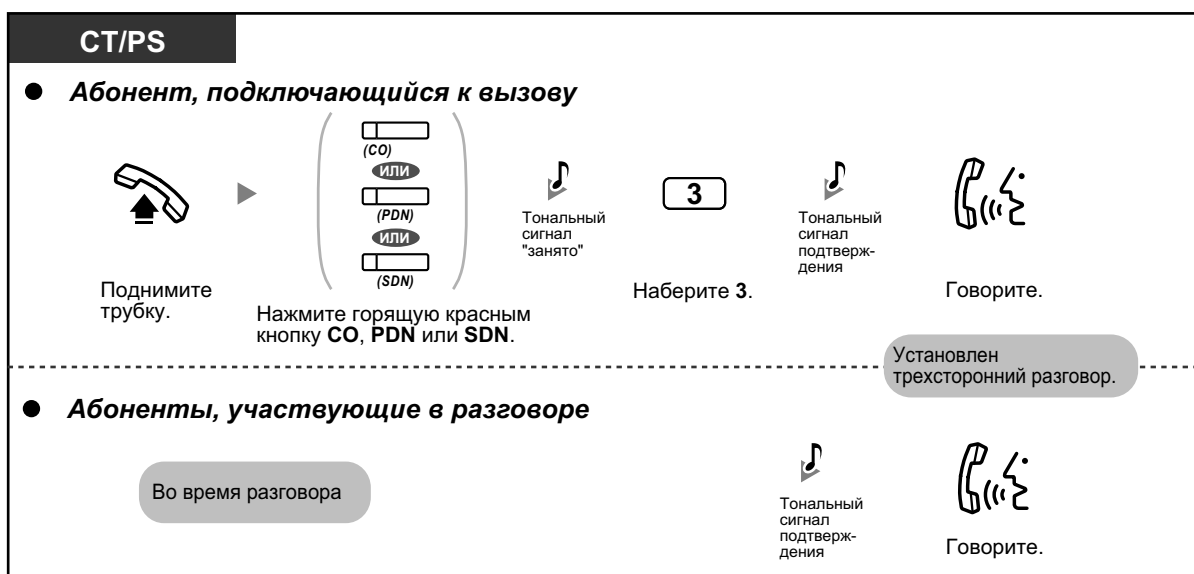 CT/PS
Абонент, подключающийся к вызову
(CO)
ИЛИ
(PDN)
ИЛИ
(SDN)
Тональный
сигнал
"занято"
3
Тональный
сигнал
подтверж-
дения
Поднимите
трубку.
Нажмите горящую красным
кнопку CO, PDN или SDN.
Наберите 3.
Говорите.
Установлен
трехсторонний разговор.
Абоненты, участвующие в разговоре
Во время разговора
Тональный
сигнал
подтверж-
дения
Говорите.